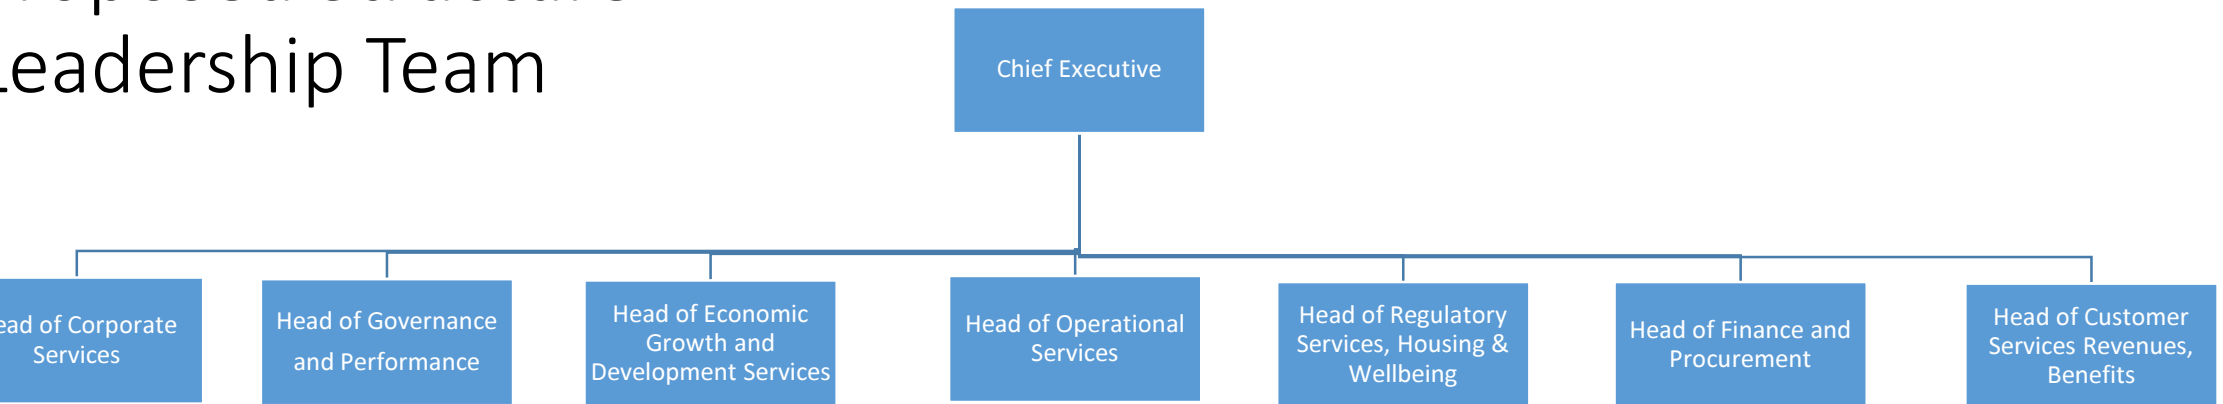 Leadership Team
Chief Executive
Head of Corporate
Services
Head of Governance
and Performance
Head of Economic
Growth and
Development Services
Head of Operational
Services
Head of Regulatory
Services, Housing &
Wellbeing
Head of Finance and
Procurement
Head of Customer
Services Revenues,
Benefits